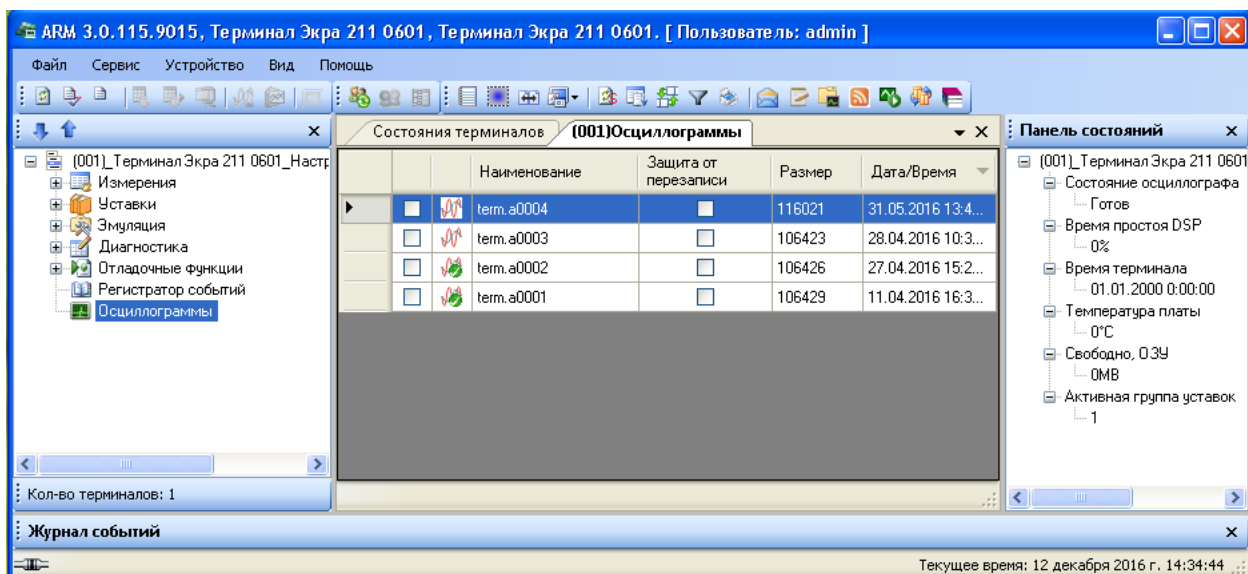 ARM 3.0.115.9015, Терминал Экра 211 0601, Терминал Экра 211 0601. [ Пользователь: admin ]
Файл Сервис Устройство Вид Помощь
(001)_Терминал Экра 211 0601_Настр
Измерения
Уставки
Эмуляция
Диагностика
Отладочные функции
Регистратор событий
Осциллограммы
Кол-во терминалов: 1
Состояния терминалов (001)Осциллограммы
Наименование Защита от перезаписи Размер Дата/Время
term.a0004 116021 31.05.2016 13:4...
term.a0003 106423 28.04.2016 10:3...
term.a0002 106426 27.04.2016 15:2...
term.a0001 106429 11.04.2016 16:3...
Панель состояний
(001)_Терминал Экра 211 0601
Состояние осциллографа
Готов
Время простоя DSP
0%
Время терминала
01.01.2000 0:00:00
Температура платы
0°C
Свободно, ОЗУ
0MB
Активная группа уставок
1
Журнал событий
Текущее время: 12 декабря 2016 г. 14:34:44